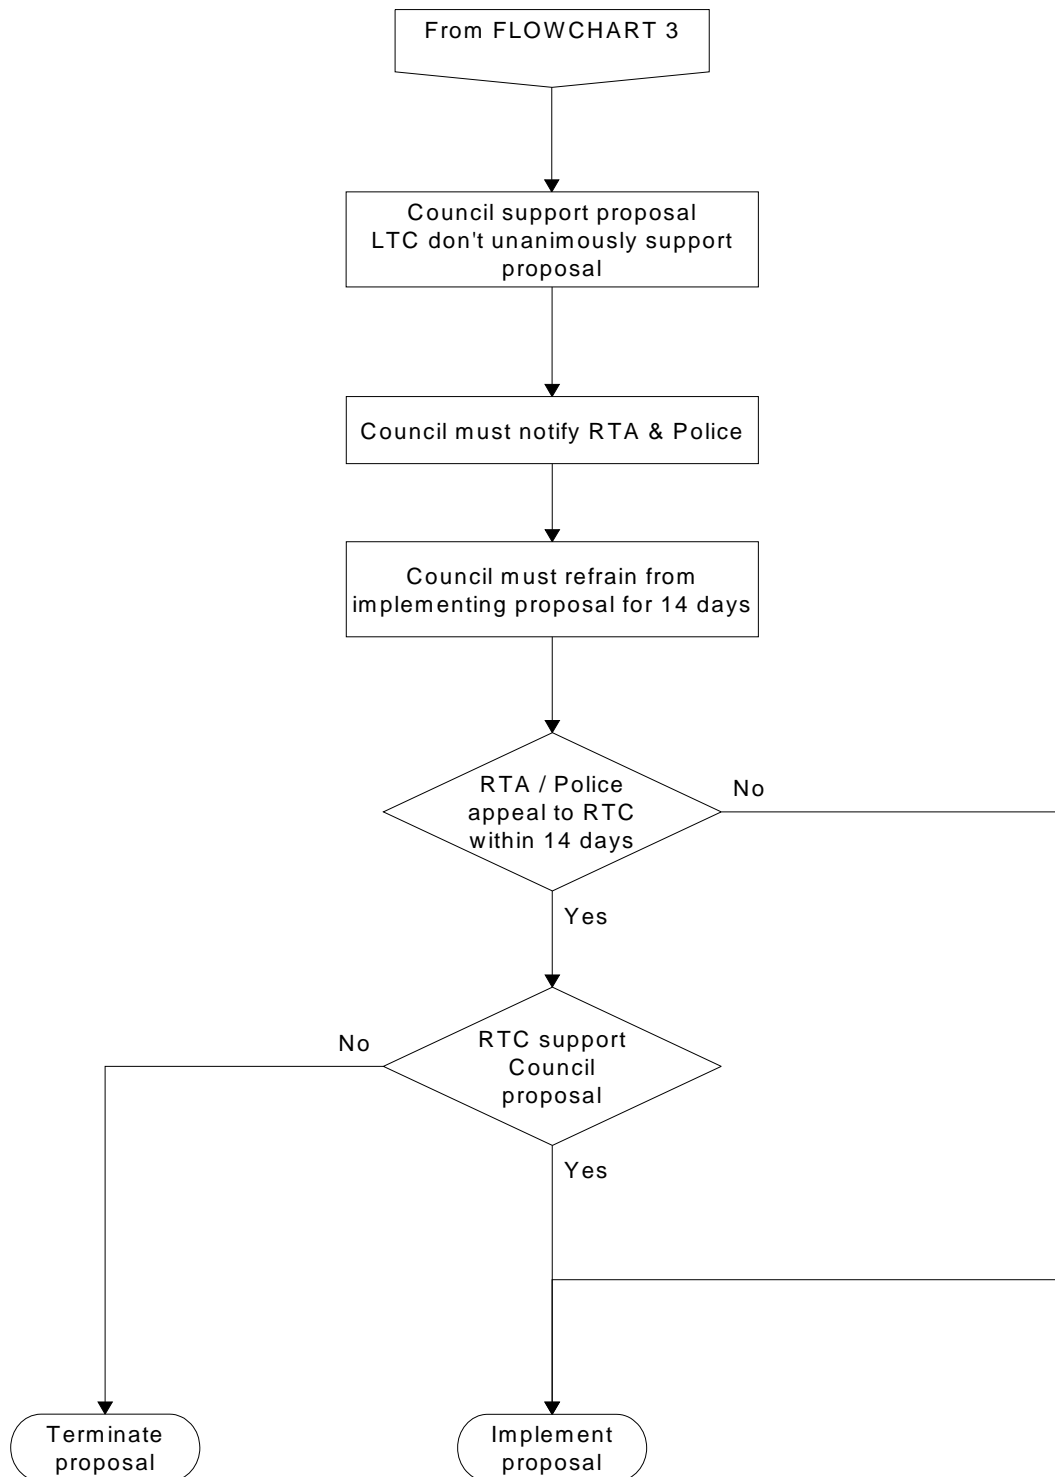 From FLOWCHART 3
Council support proposal
LTC don't unanimously support
proposal
Council must notify RTA & Police
Council must refrain from
implementing proposal for 14 days
RTA / Police
appeal to RTC
within 14 days
No
Yes
No
RTC support
Council
proposal
Yes
Terminate
proposal
Implement
proposal